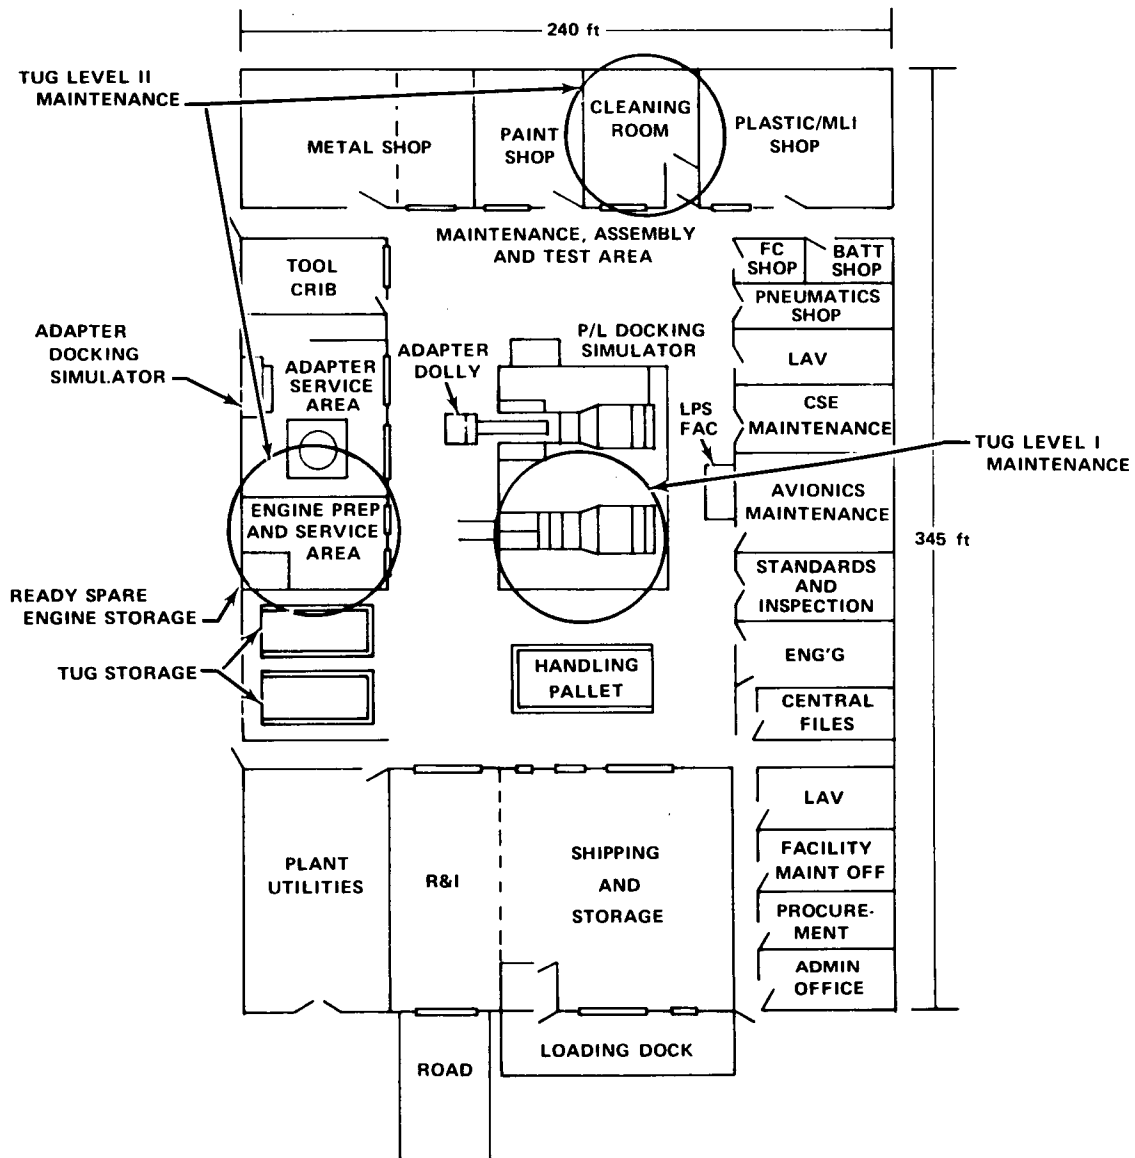 240 ft
TUG LEVEL II
MAINTENANCE
CLEANING
ROOM
METAL SHOP
PAINT
SHOP
PLASTIC/MLI
SHOP
MAINTENANCE, ASSEMBLY
AND TEST AREA
TOOL
CRIB
FC
SHOP
BATT
SHOP
PNEUMATICS
SHOP
ADAPTER
DOCKING
SIMULATOR
ADAPTER
SERVICE
AREA
ADAPTER
DOLLY
P/L DOCKING
SIMULATOR
LAV
LPS
FAC
CSE
MAINTENANCE
TUG LEVEL I
MAINTENANCE
AVIONICS
MAINTENANCE
ENGINE PREP
AND SERVICE
AREA
345 ft
STANDARDS
AND
INSPECTION
READY SPARE
ENGINE STORAGE
TUG STORAGE
HANDLING
PALLET
ENG'G
CENTRAL
FILES
LAV
PLANT
UTILITIES
R&I
SHIPPING
AND
STORAGE
FACILITY
MAINT OFF
PROCURE-
MENT
ADMIN
OFFICE
LOADING DOCK
ROAD